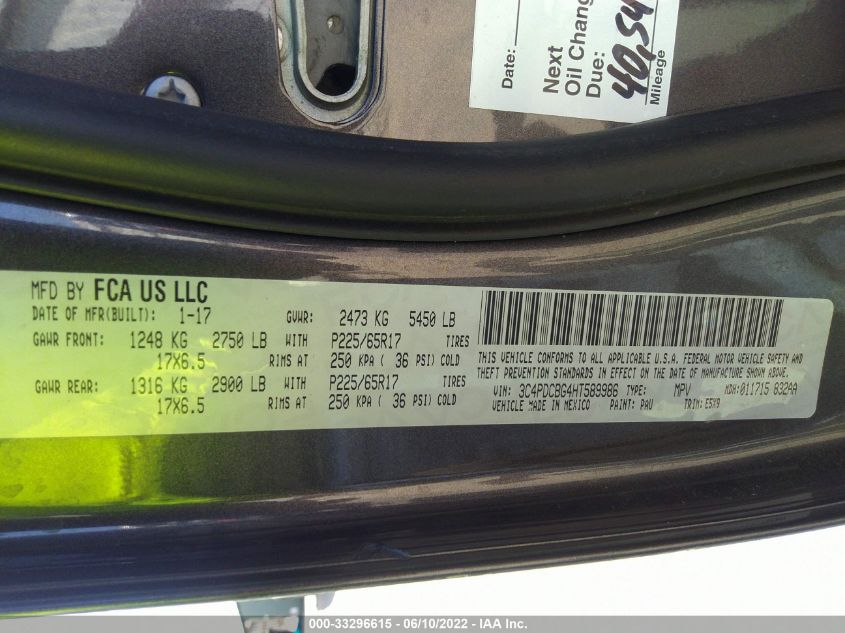 Date:
Next
Oil Change
Due:
40,54
Mileage
MFD BY FCA US LLC
DATE OF MFR(BUILT): 1-17 GVWR: 2473 KG 5450 LB
GAWR FRONT: 1248 KG 2750 LB WITH P225/65R17 TIRES
17X6.5 RIMS AT 250 KPA ( 36 PSI) COLD
GAWR REAR: 1316 KG 2900 LB WITH P225/65R17 TIRES
17X6.5 RIMS AT 250 KPA ( 36 PSI) COLD
THIS VEHICLE CONFORMS TO ALL APPLICABLE U.S.A. FEDERAL MOTOR VEHICLE SAFETY AND
THEFT PREVENTION STANDARDS IN EFFECT ON THE DATE OF MANUFACTURE SHOWN ABOVE.
VIN: 3C4PDCBG4HT589986 TYPE: MPV MDH: 011715 832AA
VEHICLE MADE IN MEXICO PAINT: PAU TRIM: E5X9
000-33296615 - 06/10/2022 - IAA Inc.